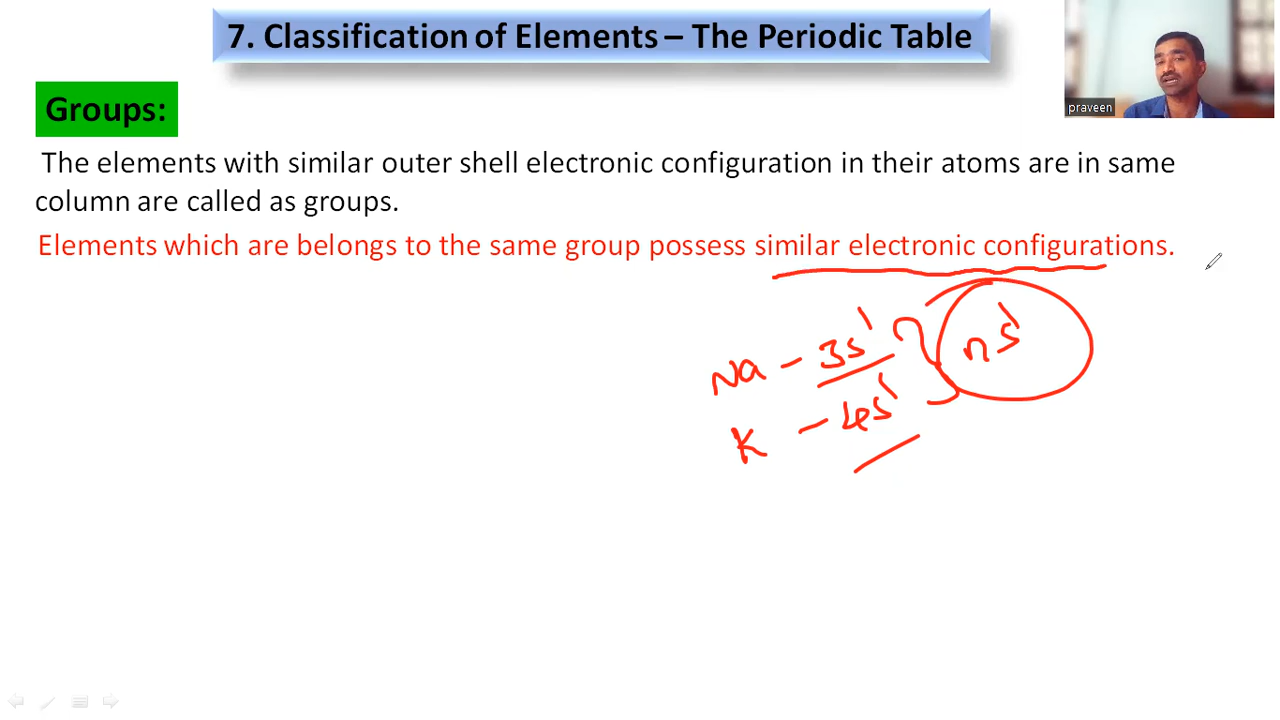 7. Classification of Elements – The Periodic Table
praveen
Groups:
The elements with similar outer shell electronic configuration in their atoms are in same
column are called as groups.
Elements which are belongs to the same group possess similar electronic configurations.
Na – 3s¹
ns¹
K – 4s¹